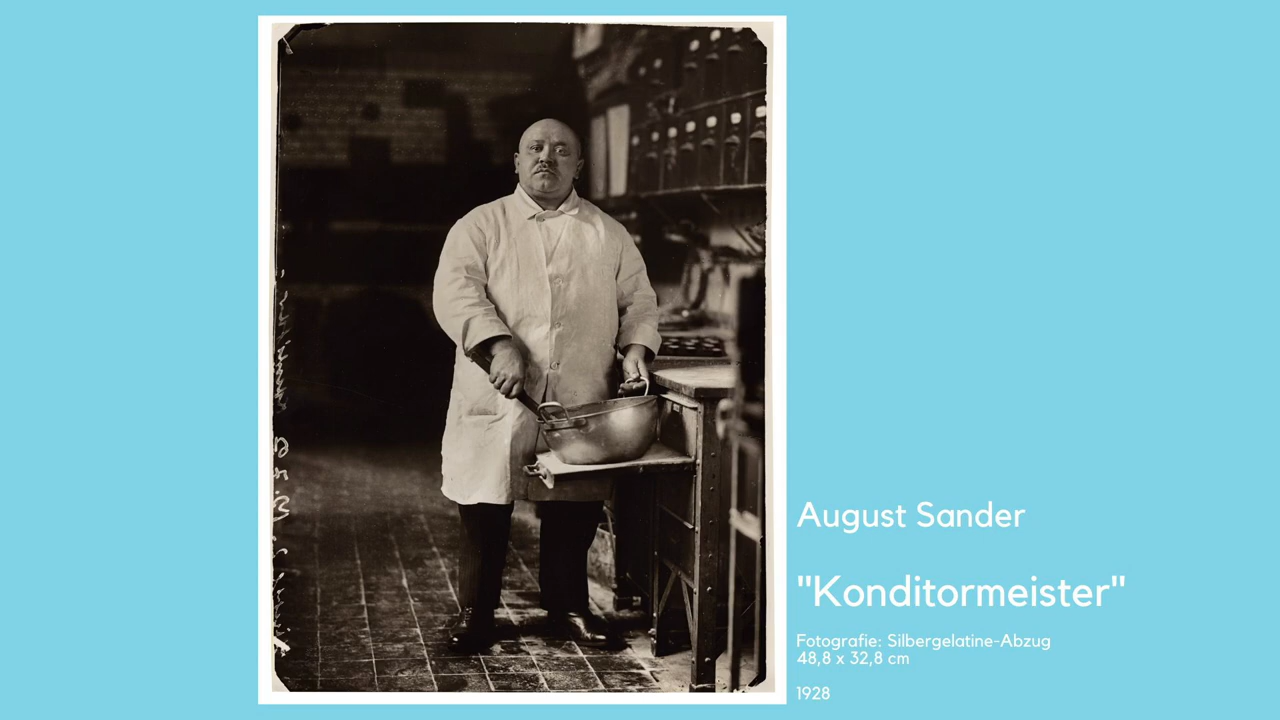 August Sander
"Konditormeister"
Fotografie: Silbergelatine-Abzug
48,8 x 32,8 cm
1928